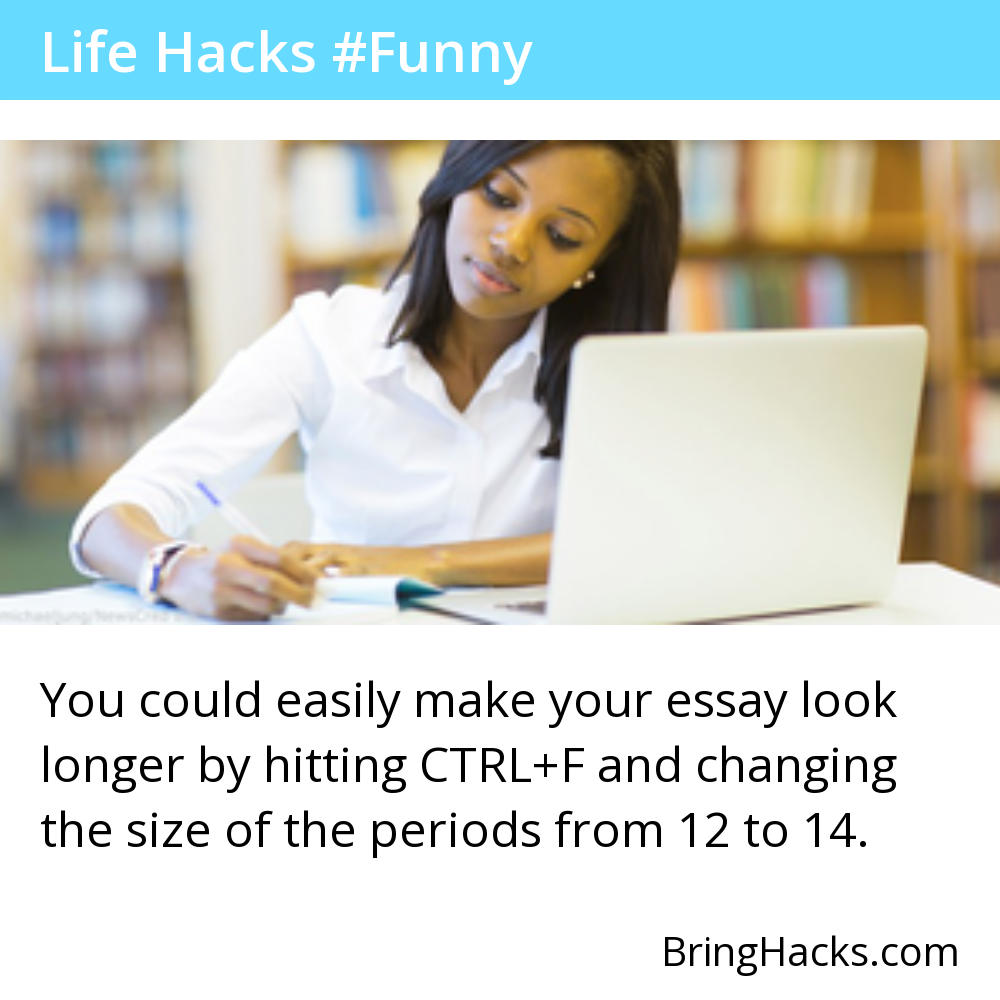 Life Hacks #Funny
You could easily make your essay look
longer by hitting CTRL+F and changing
the size of the periods from 12 to 14.
BringHacks.com